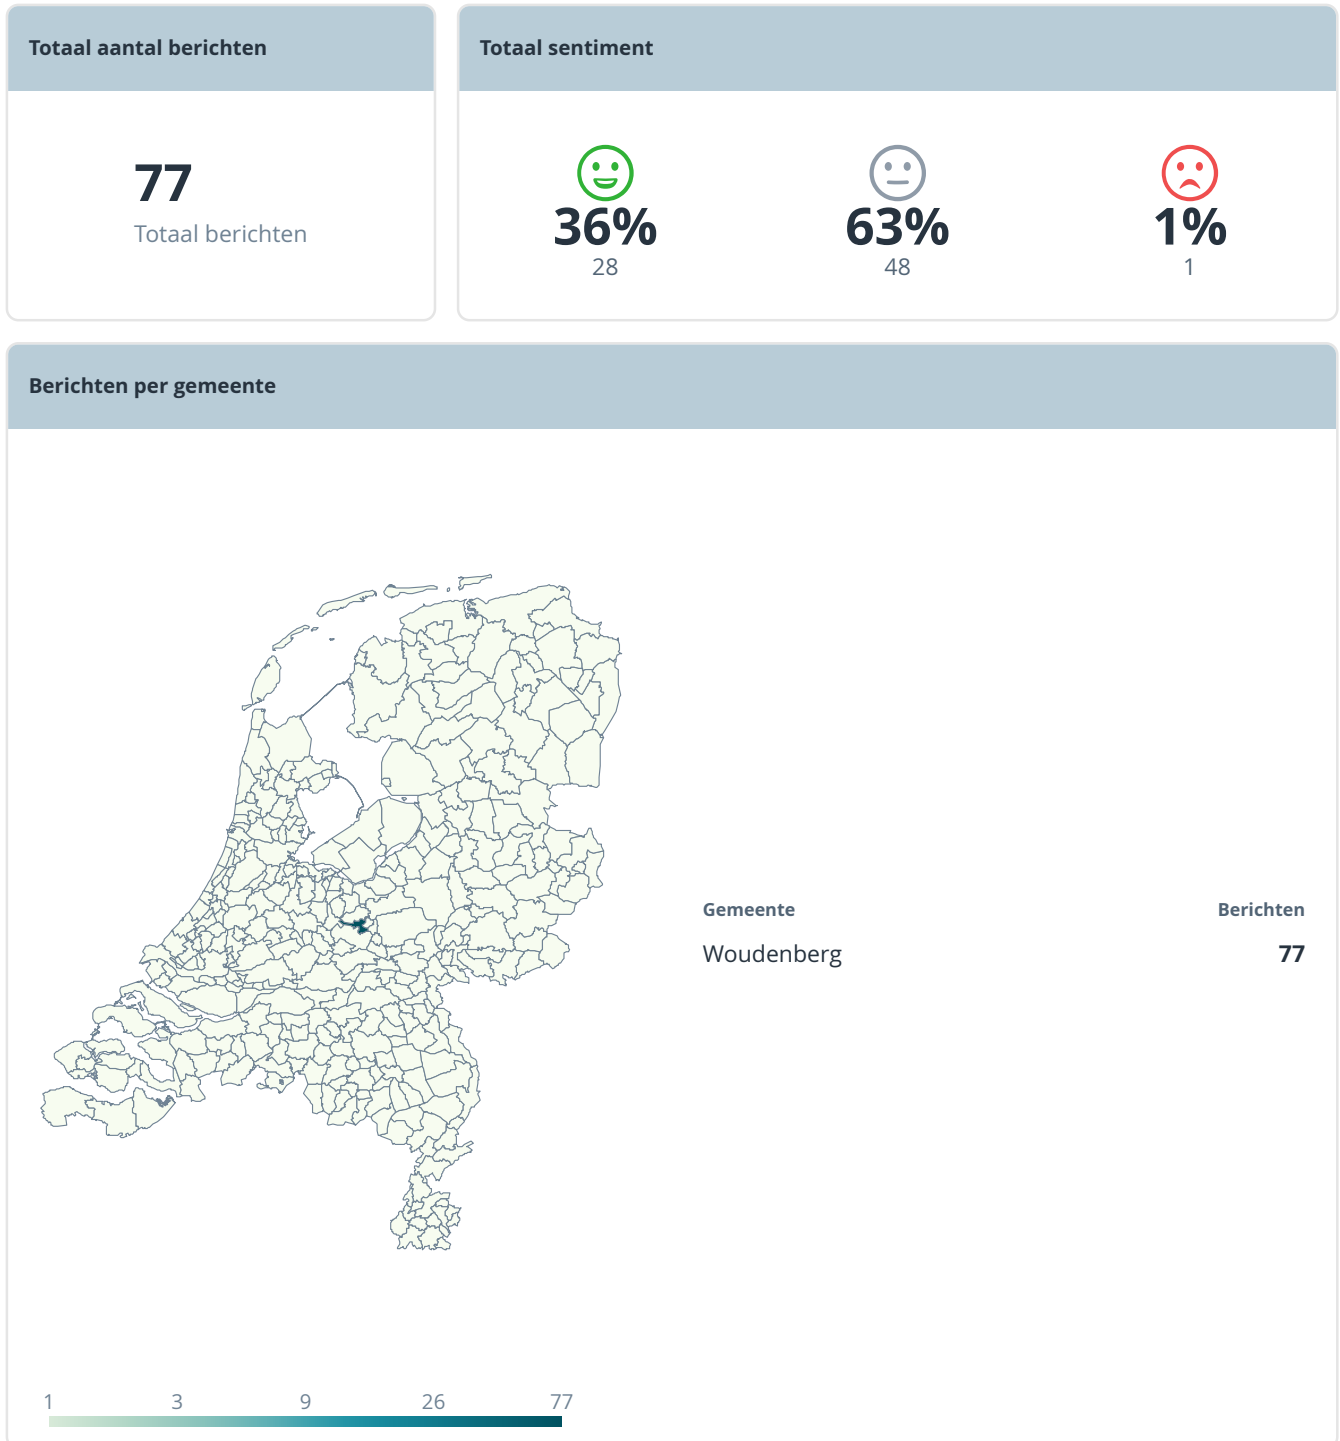 Totaal aantal berichten
77
Totaal berichten
Totaal sentiment
36%
28
63%
48
1%
1
Berichten per gemeente
Gemeente Berichten
Woudenberg 77
1 3 9 26 77